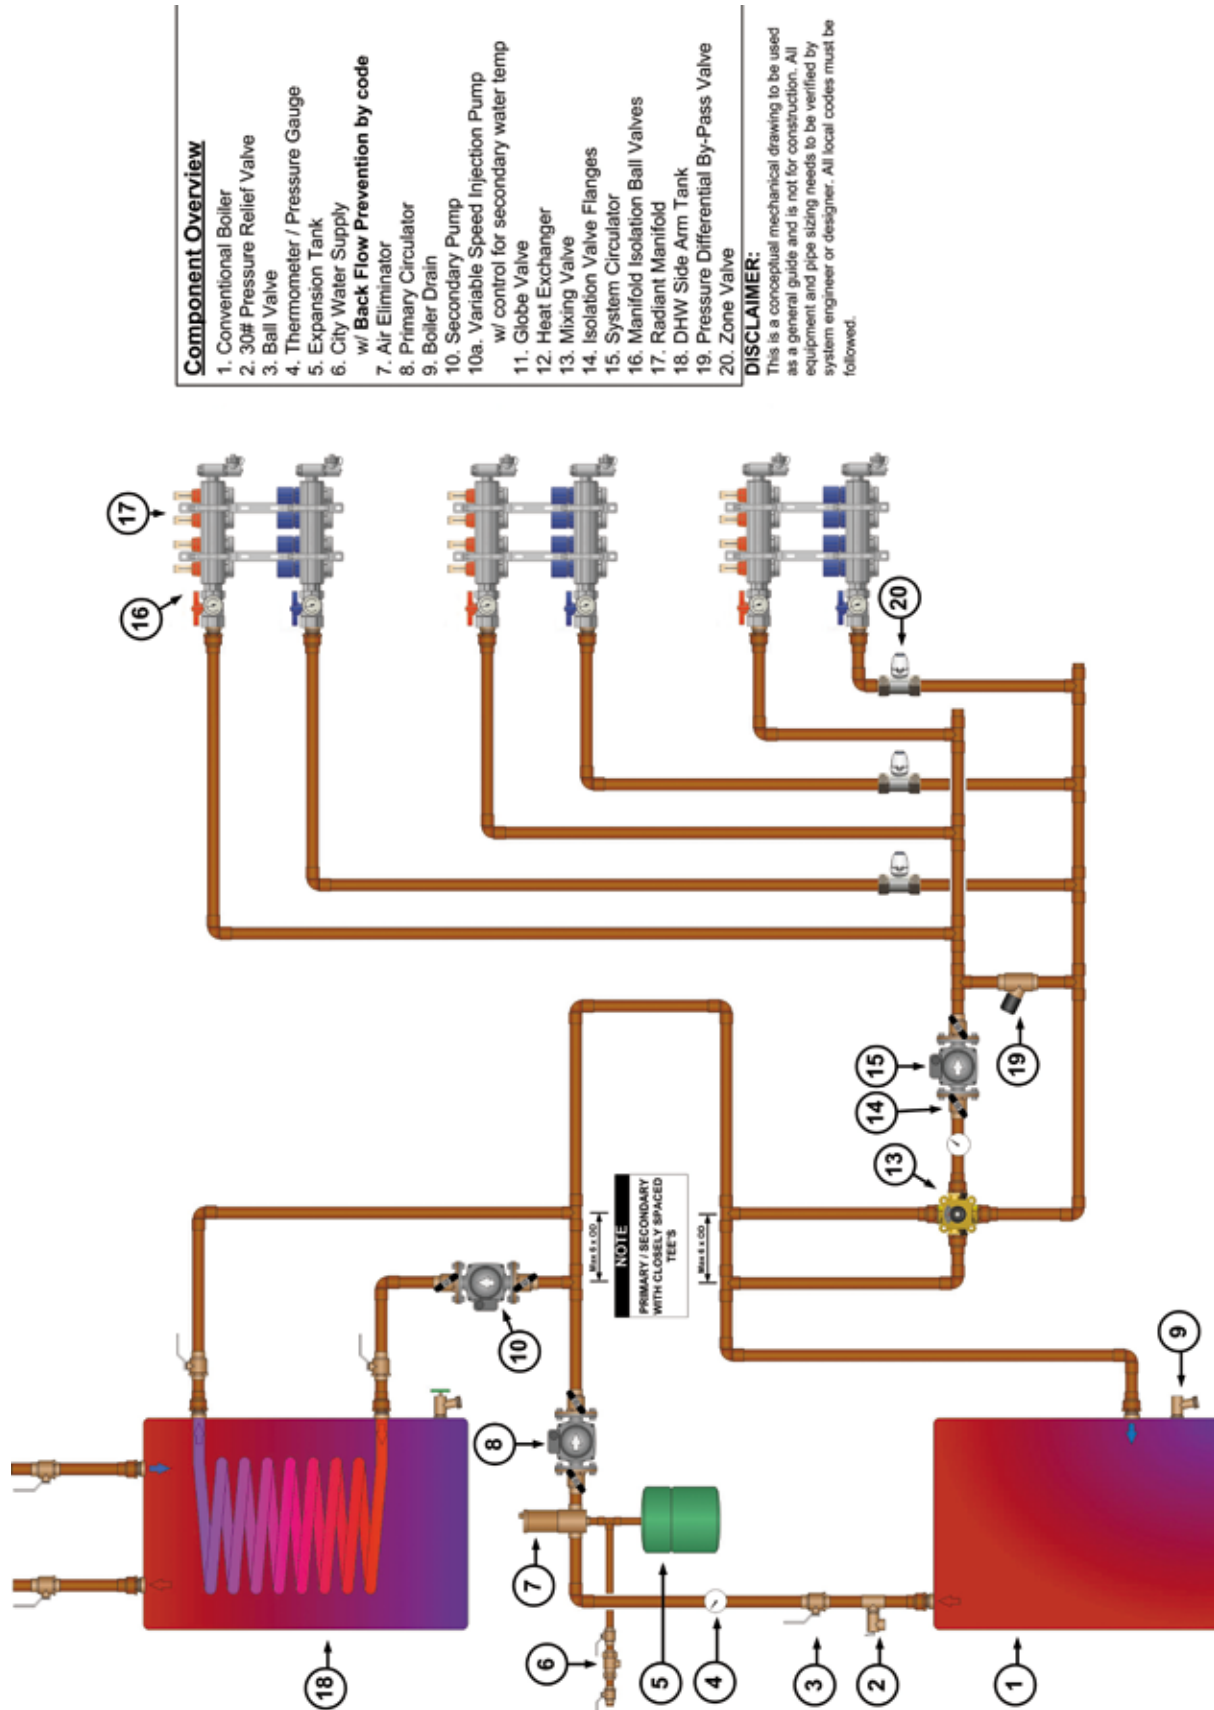 Component Overview
1. Conventional Boiler
2. 30# Pressure Relief Valve
3. Ball Valve
4. Thermometer / Pressure Gauge
5. Expansion Tank
6. City Water Supply
w/ Back Flow Prevention by code
7. Air Eliminator
8. Primary Circulator
9. Boiler Drain
10. Secondary Pump
10a. Variable Speed Injection Pump
w/ control for secondary water temp
11. Globe Valve
12. Heat Exchanger
13. Mixing Valve
14. Isolation Valve Flanges
15. System Circulator
16. Manifold Isolation Ball Valves
17. Radiant Manifold
18. DHW Side Arm Tank
19. Pressure Differential By-Pass Valve
20. Zone Valve
DISCLAIMER:
This is a conceptual mechanical drawing to be used
as a general guide and is not for construction. All
equipment and pipe sizing needs to be verified by
system engineer or designer. All local codes must be
followed.
17
16
20
15
14
19
13
NOTE
PRIMARY / SECONDARY
WITH CLOSELY SPACED
TEE'S
Max 6 x OD
Max 6 x OD
10
9
8
7
18
6
5
4
3
2
1